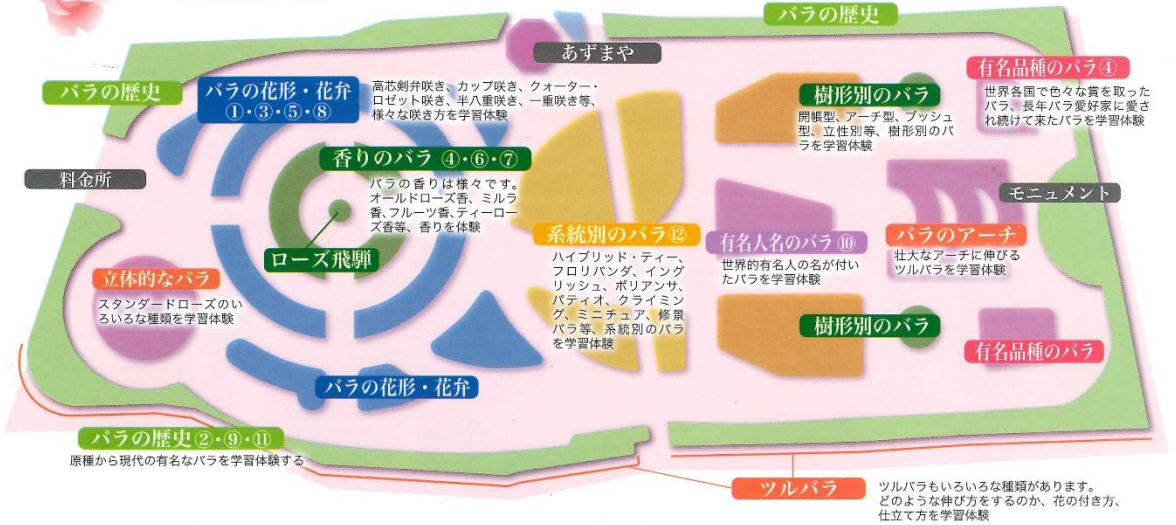 バラの歴史
あずまや
バラの歴史
バラの花形・花弁
①・③・⑤・⑧
高芯剣弁咲き、カップ咲き、クォーター・
ロゼット咲き、半八重咲き、一重咲き等、
様々な咲き方を学習体験
樹形別のバラ
開帳型、アーチ型、ブッシュ
型、立性別等、樹形別のバ
ラを学習体験
有名品種のバラ④
世界各国で色々な賞を取った
バラ、長年バラ愛好家に愛さ
れ続けて来たバラを学習体験
料金所
香りのバラ ④・⑥・⑦
バラの香りは様々です。
オールドローズ香、ミルラ
香、フルーツ香、ティーロー
ズ香等、香りを体験
ローズ飛騨
モニュメント
系統別のバラ⑫
ハイブリッド・ティー、
フロリバンダ、イング
リッシュ、ポリアンサ、
パティオ、クライミン
グ、ミニチュア、修景
バラ等、系統別のバラ
を学習体験
有名人名のバラ⑩
世界的有名人の名が付い
たバラを学習体験
バラのアーチ
壮大なアーチに伸びる
ツルバラを学習体験
立体的なバラ
スタンダードローズのい
ろいろな種類を学習体験
樹形別のバラ
有名品種のバラ
バラの花形・花弁
バラの歴史②・⑨・⑪
原種から現代の有名なバラを学習体験する
ツルバラ
ツルバラもいろいろな種類があります。
どのような伸び方をするのか、花の付き方、
仕立て方を学習体験